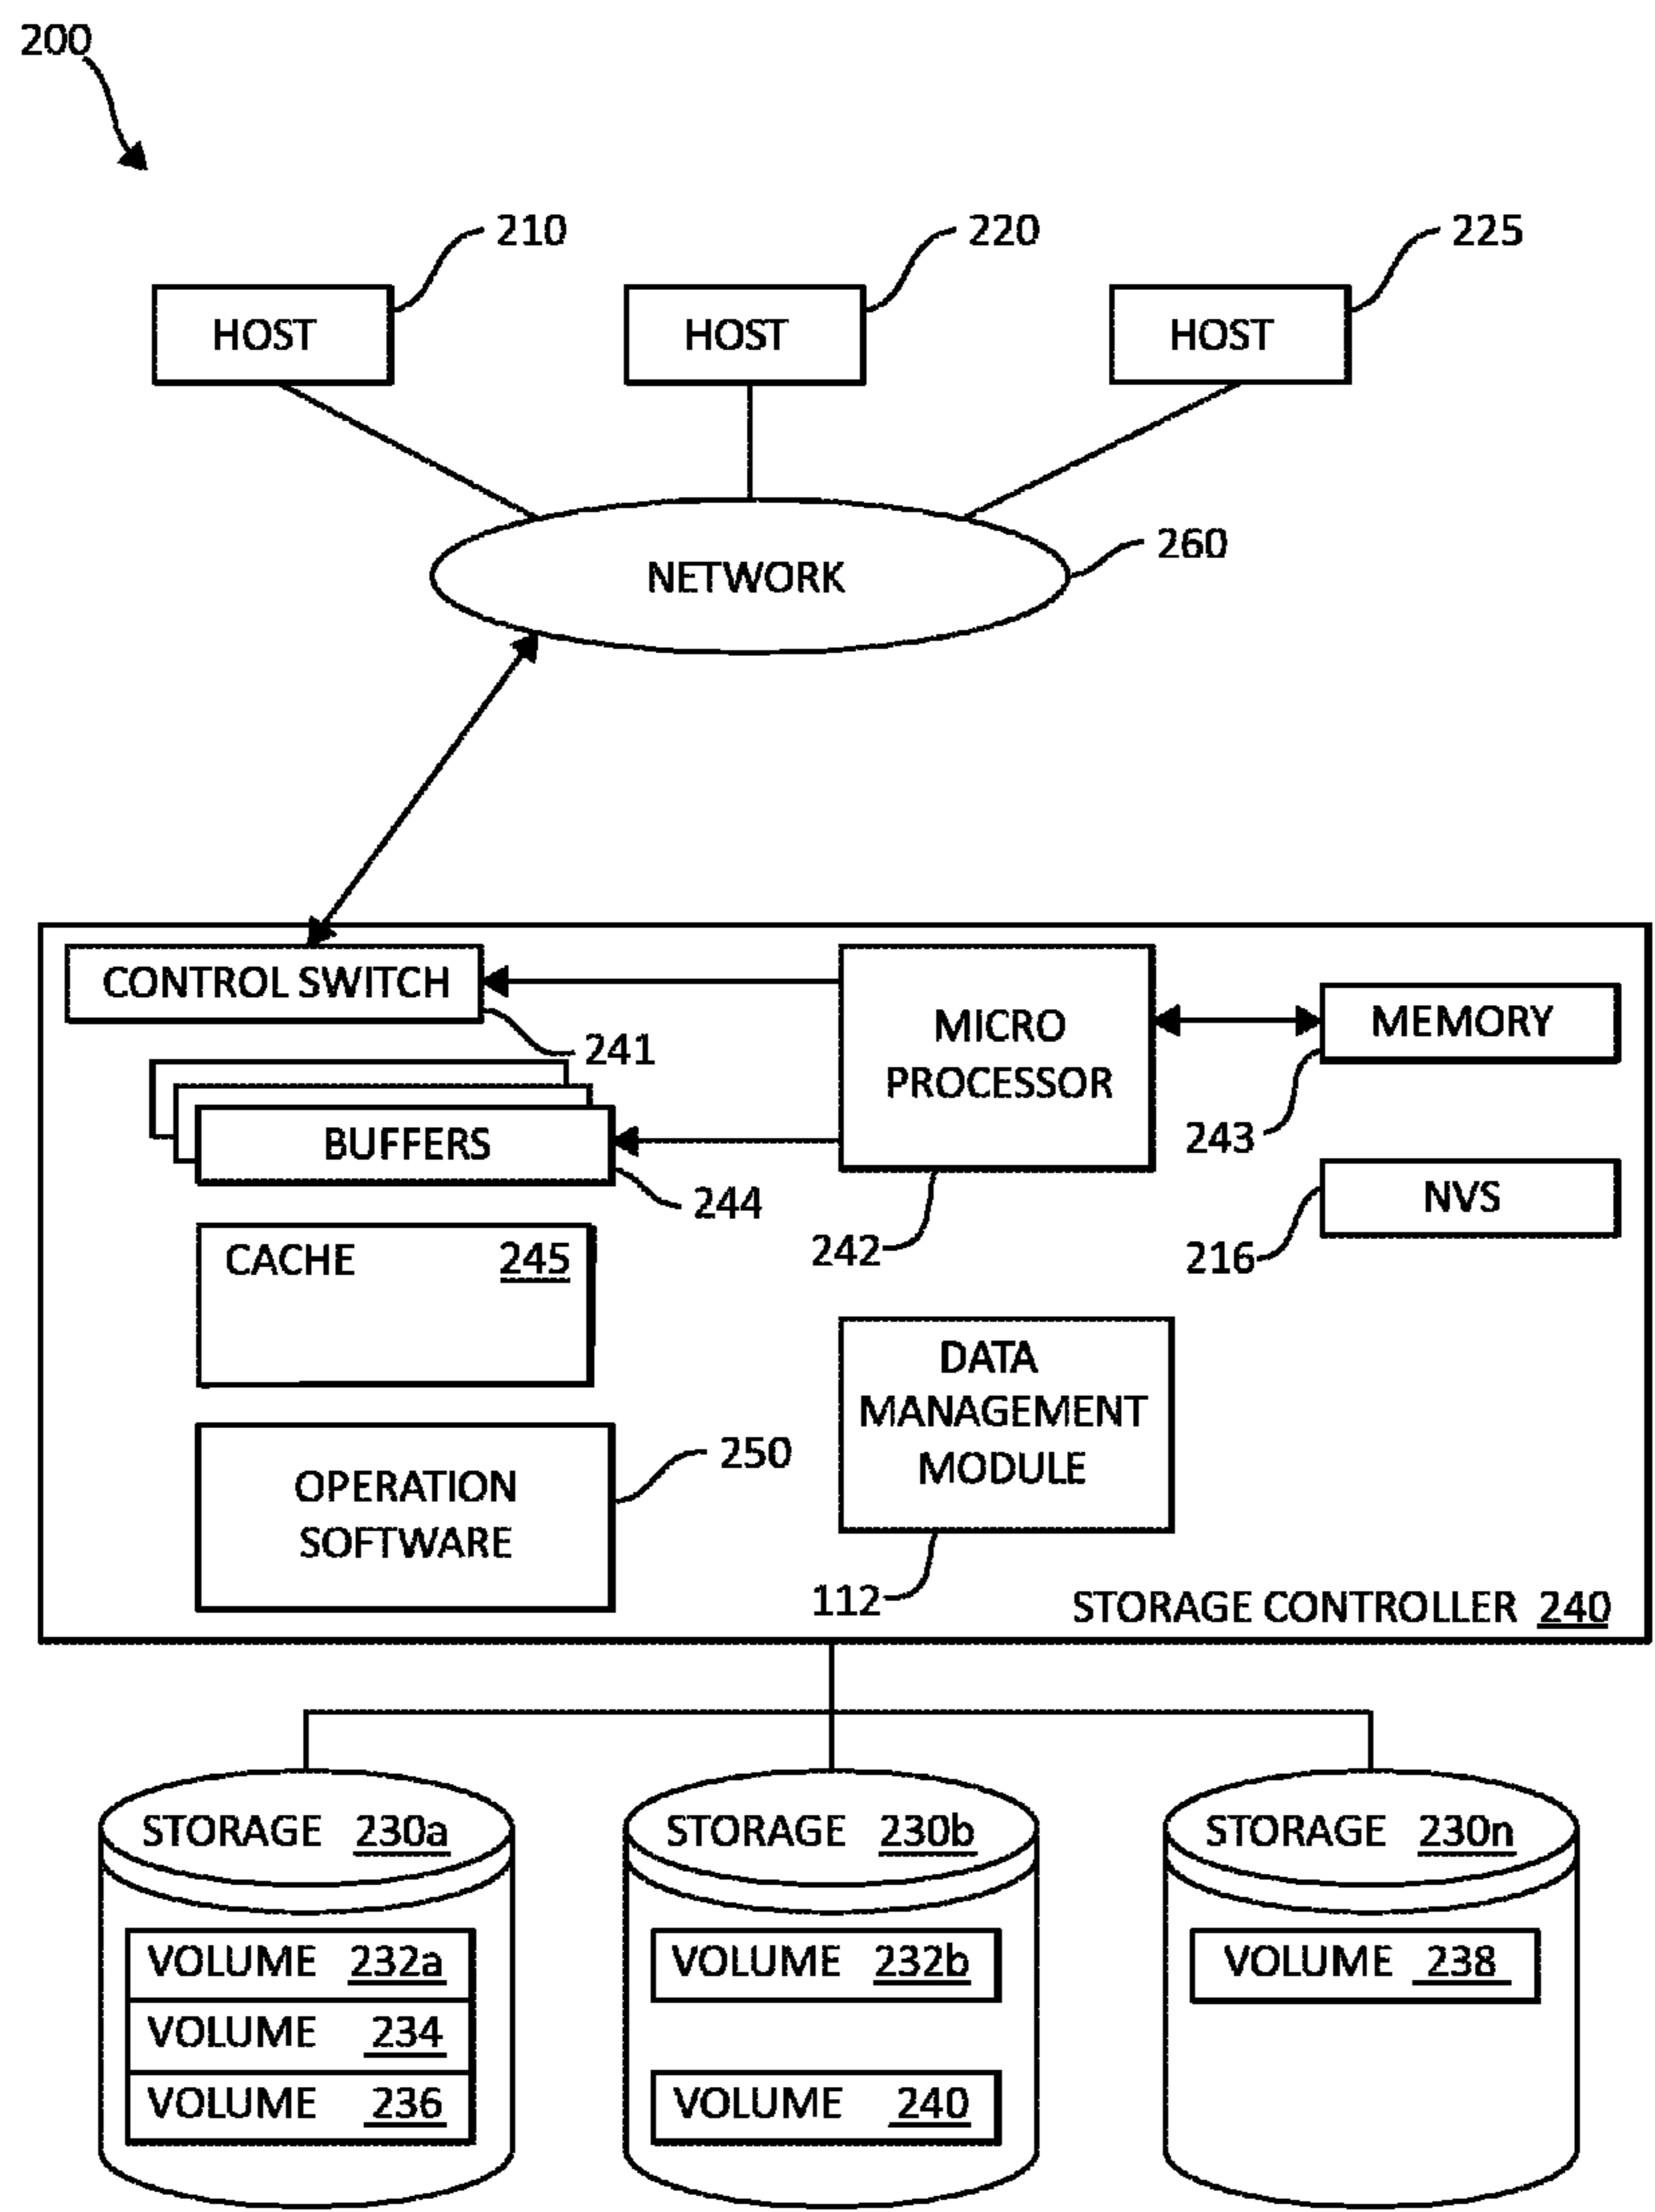 200
210
220
225
HOST
HOST
HOST
260
NETWORK
CONTROL SWITCH
241
MICRO
PROCESSOR
242
MEMORY
243
BUFFERS
244
NVS
216
CACHE 245
DATA
MANAGEMENT
MODULE
112
OPERATION
SOFTWARE
250
STORAGE CONTROLLER 240
STORAGE 230a
VOLUME 232a
VOLUME 234
VOLUME 236
STORAGE 230b
VOLUME 232b
VOLUME 240
STORAGE 230n
VOLUME 238